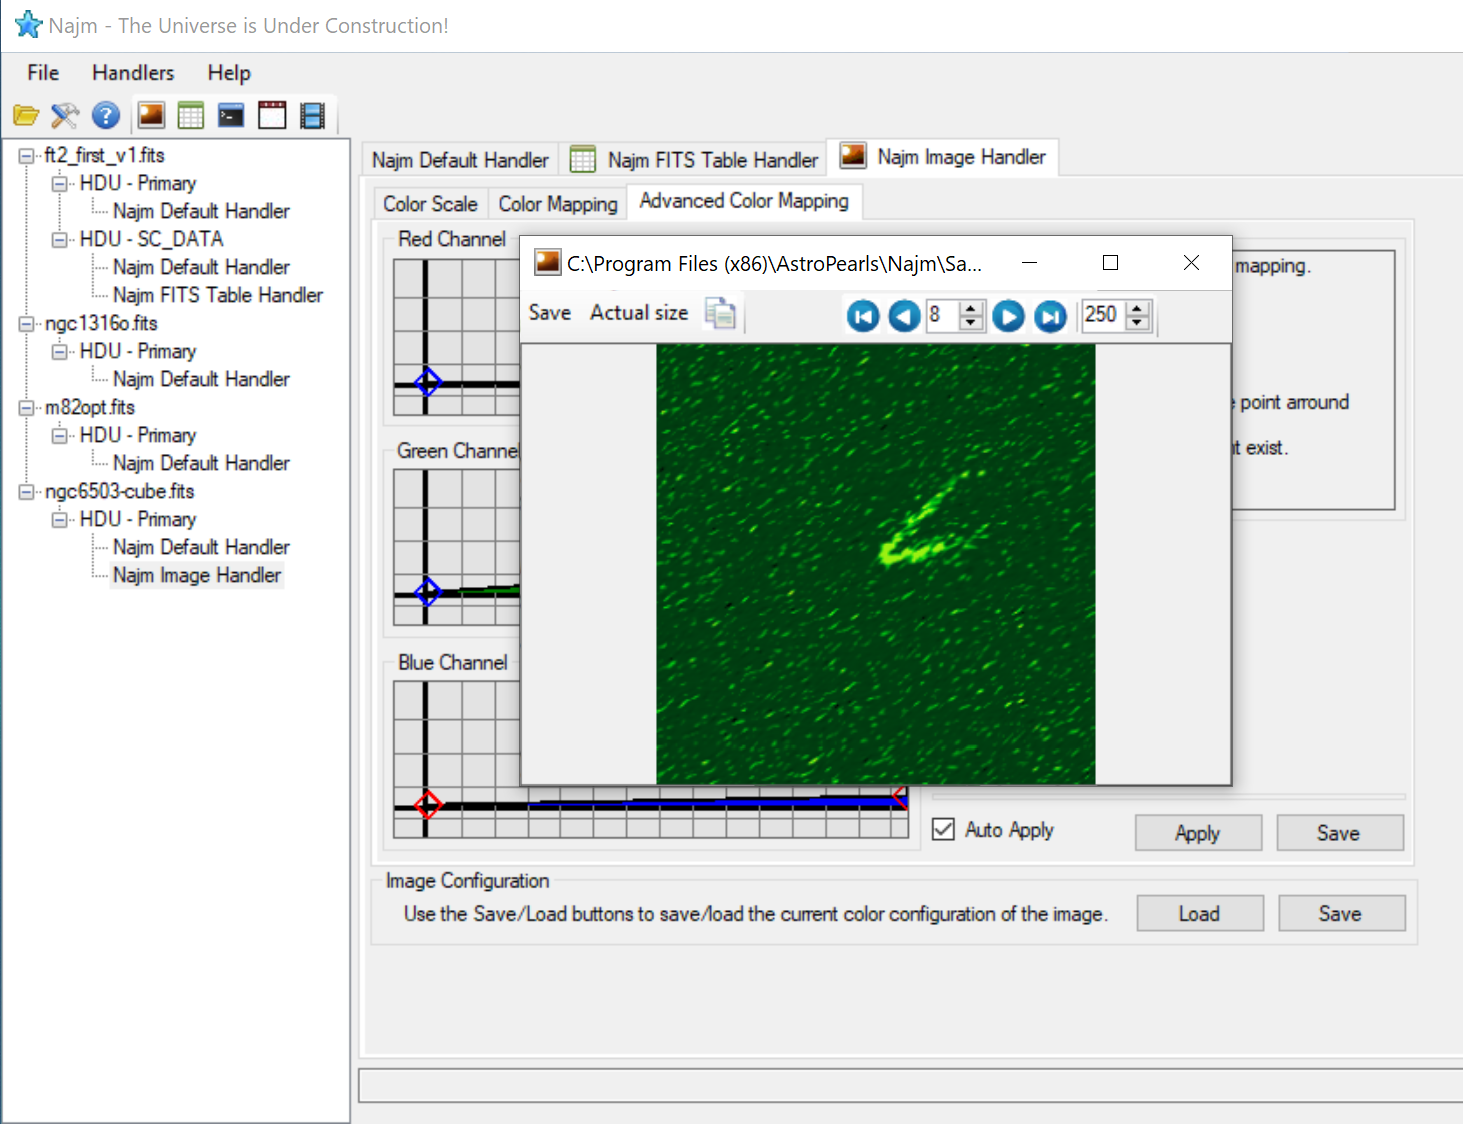 Najm - The Universe is Under Construction!
File Handlers Help
ft2_first_v1.fits
HDU - Primary
Najm Default Handler
HDU - SC_DATA
Najm Default Handler
Najm FITS Table Handler
ngc1316o.fits
HDU - Primary
Najm Default Handler
m82opt.fits
HDU - Primary
Najm Default Handler
ngc6503-cube.fits
HDU - Primary
Najm Default Handler
Najm Image Handler
Najm Default Handler Najm FITS Table Handler Najm Image Handler
Color Scale Color Mapping Advanced Color Mapping
Red Channel
C:\Program Files (x86)\AstroPearls\Najm\Sa...
mapping.
Save Actual size 8 250
point arround
Green Channel
exist.
Blue Channel
Auto Apply Apply Save
Image Configuration
Use the Save/Load buttons to save/load the current color configuration of the image. Load Save